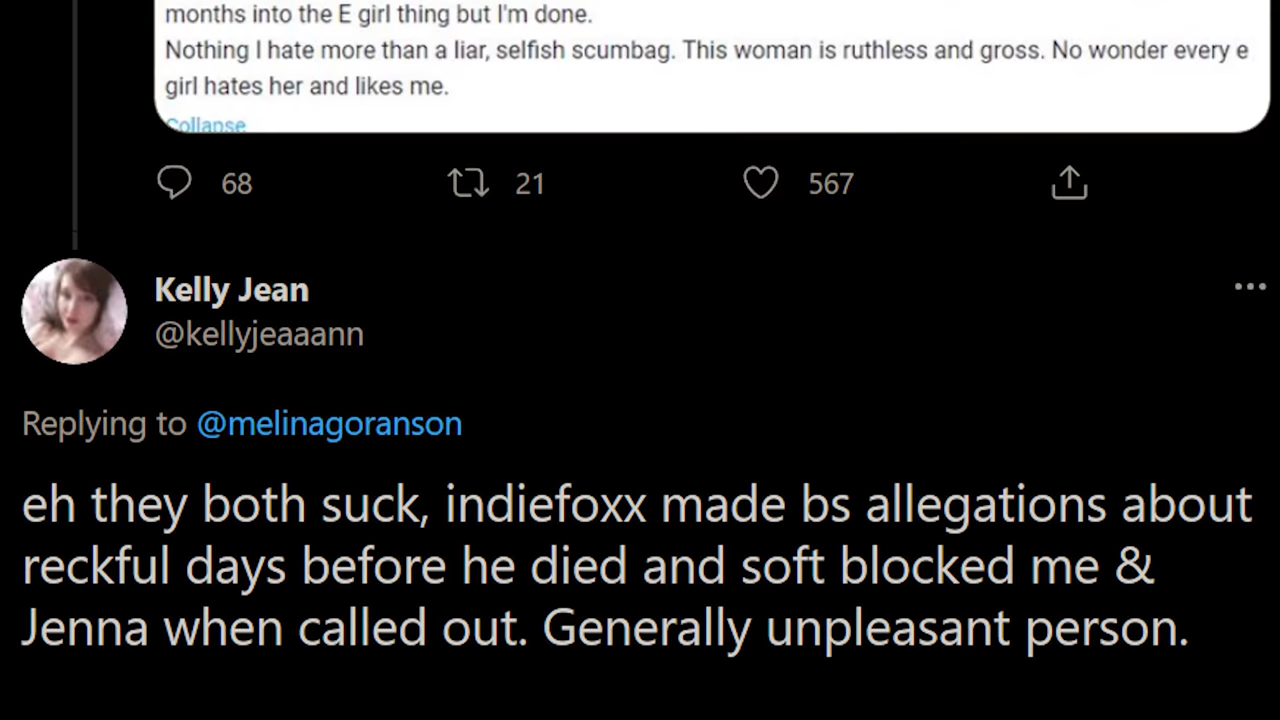 months into the E girl thing but I'm done.
Nothing I hate more than a liar, selfish scumbag. This woman is ruthless and gross. No wonder every e
girl hates her and likes me.
Collapse
68 21 567
Kelly Jean
@kellyjeaaann
Replying to @melinagoranson
eh they both suck, indiefoxx made bs allegations about
reckful days before he died and soft blocked me &
Jenna when called out. Generally unpleasant person.